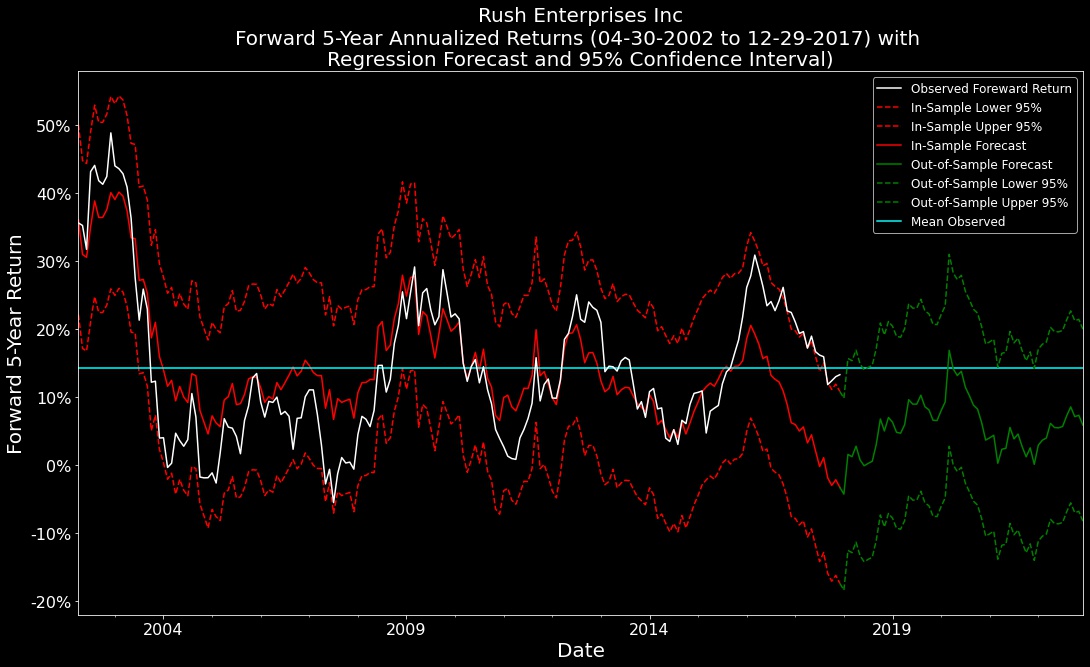 Rush Enterprises Inc
Forward 5-Year Annualized Returns (04-30-2002 to 12-29-2017) with
Regression Forecast and 95% Confidence Interval)
Observed Foreward Return
In-Sample Lower 95%
In-Sample Upper 95%
In-Sample Forecast
Out-of-Sample Forecast
Out-of-Sample Lower 95%
Out-of-Sample Upper 95%
Mean Observed
Forward 5-Year Return
50%
40%
30%
20%
10%
0%
-10%
-20%
2004
2009
2014
2019
Date